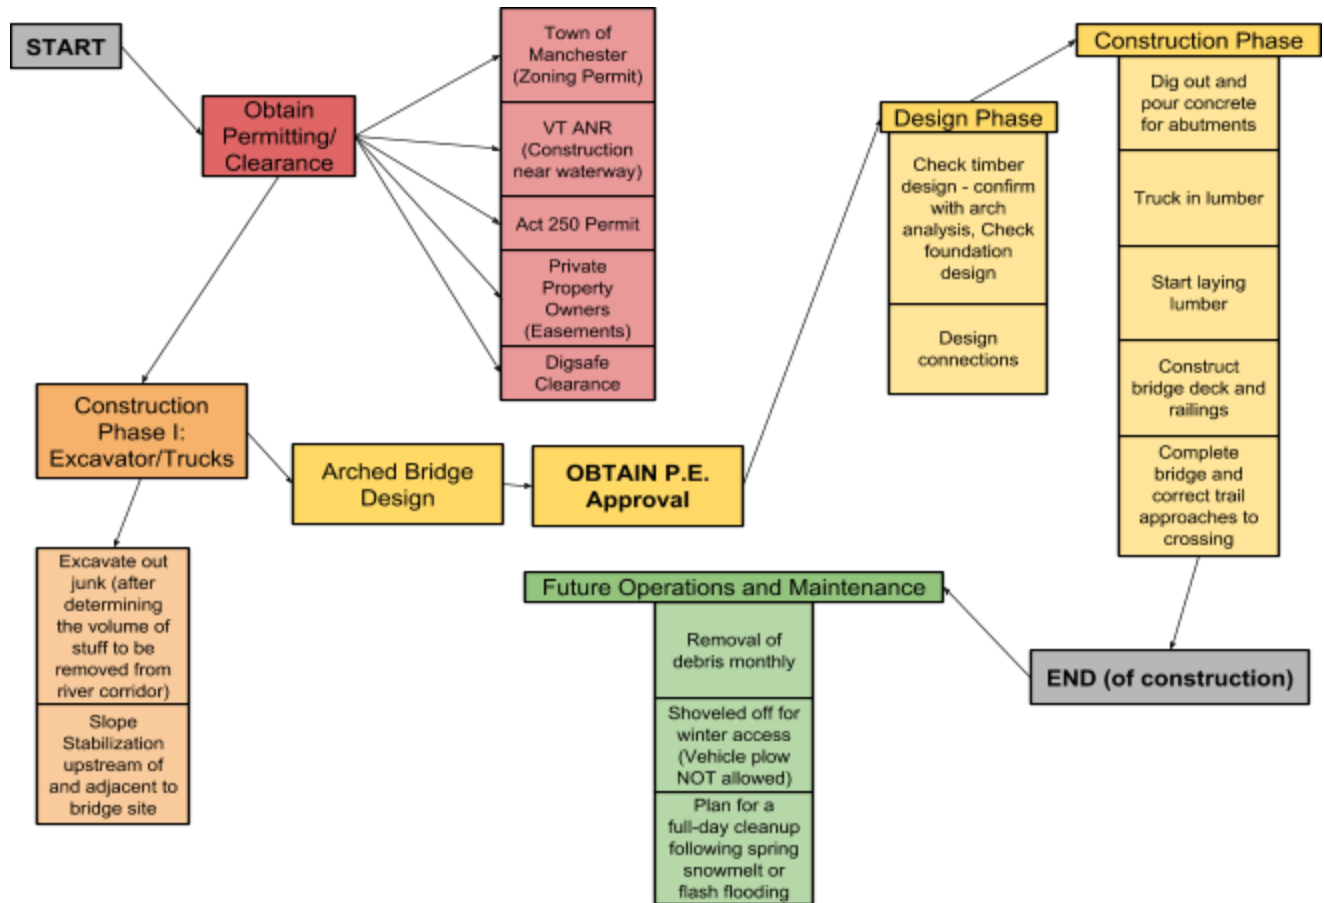 START
Obtain
Permitting/
Clearance
Town of
Manchester
(Zoning Permit)
VT ANR
(Construction
near waterway)
Act 250 Permit
Private
Property
Owners
(Easements)
Digsafe
Clearance
Construction
Phase I:
Excavator/Trucks
Excavate out
junk (after
determining
the volume of
stuff to be
removed from
river corridor)
Slope
Stabilization
upstream of
and adjacent to
bridge site
Arched Bridge
Design
OBTAIN P.E.
Approval
Design Phase
Check timber
design - confirm
with arch
analysis, Check
foundation
design
Design
connections
Construction Phase
Dig out and
pour concrete
for abutments
Truck in lumber
Start laying
lumber
Construct
bridge deck and
railings
Complete
bridge and
correct trail
approaches to
crossing
END (of construction)
Future Operations and Maintenance
Removal of
debris monthly
Shoveled off for
winter access
(Vehicle plow
NOT allowed)
Plan for a
full-day cleanup
following spring
snowmelt or
flash flooding